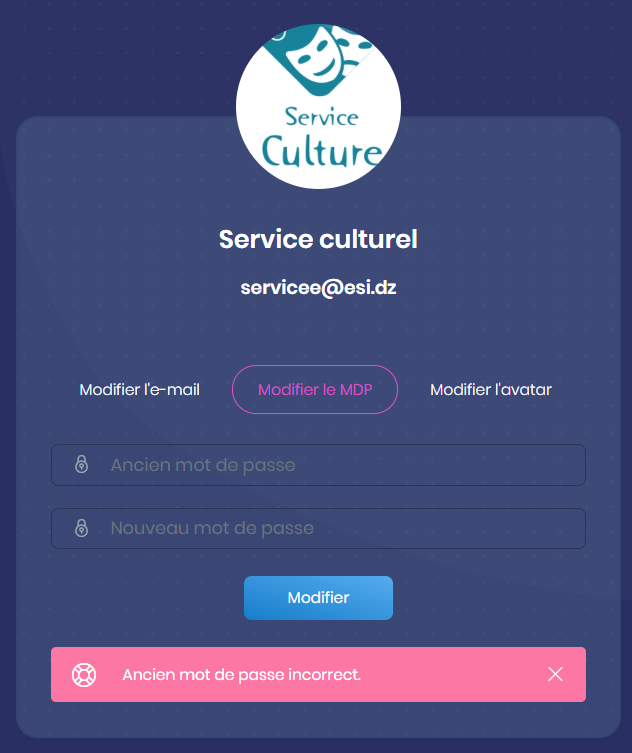 Service
Culture
Service culturel
servicee@esi.dz
Modifier l'e-mail
Modifier le MDP
Modifier l'avatar
Ancien mot de passe
Nouveau mot de passe
Modifier
Ancien mot de passe incorrect.